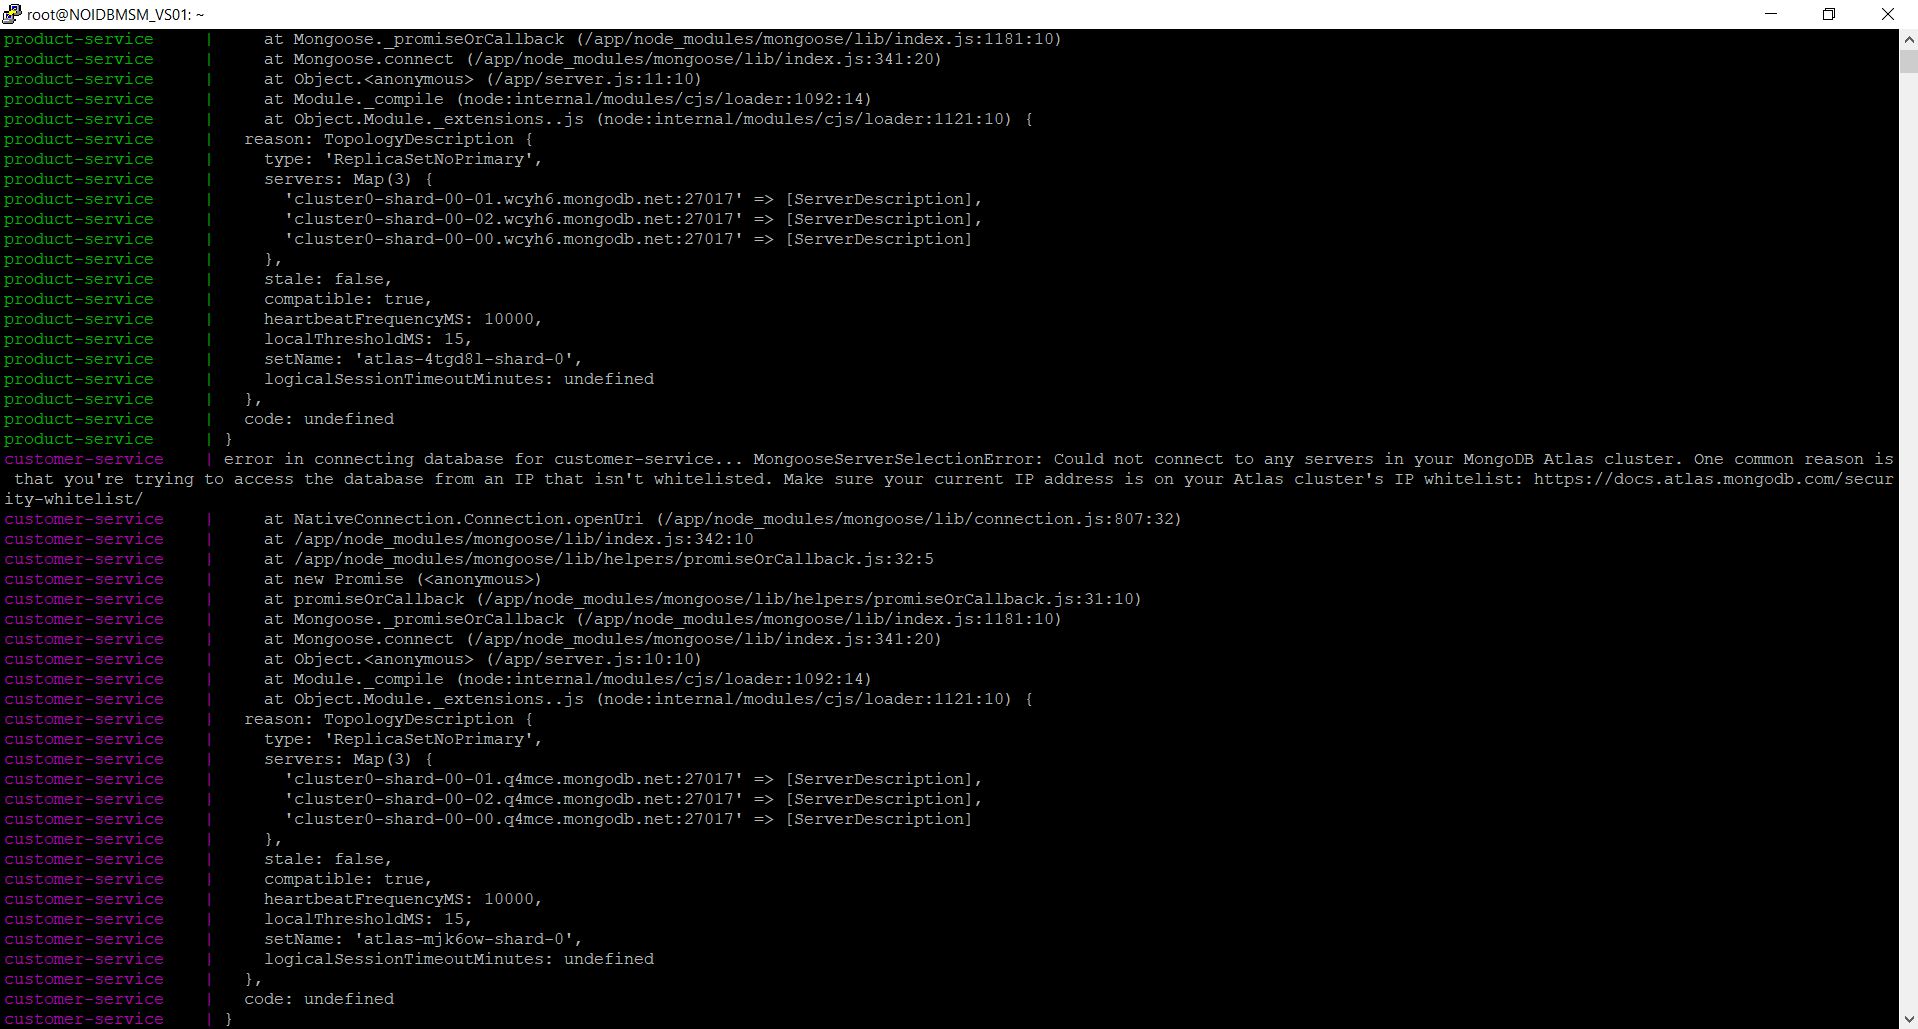 root@NOIDBMSM_VS01: ~
product-service | at Mongoose._promiseOrCallback (/app/node_modules/mongoose/lib/index.js:1181:10)
product-service | at Mongoose.connect (/app/node_modules/mongoose/lib/index.js:341:20)
product-service | at Object.<anonymous> (/app/server.js:11:10)
product-service | at Module._compile (node:internal/modules/cjs/loader:1092:14)
product-service | at Object.Module._extensions..js (node:internal/modules/cjs/loader:1121:10) {
product-service | reason: TopologyDescription {
product-service | type: 'ReplicaSetNoPrimary',
product-service | servers: Map(3) {
product-service | 'cluster0-shard-00-01.wcyh6.mongodb.net:27017' => [ServerDescription],
product-service | 'cluster0-shard-00-02.wcyh6.mongodb.net:27017' => [ServerDescription],
product-service | 'cluster0-shard-00-00.wcyh6.mongodb.net:27017' => [ServerDescription]
product-service | },
product-service | stale: false,
product-service | compatible: true,
product-service | heartbeatFrequencyMS: 10000,
product-service | localThresholdMS: 15,
product-service | setName: 'atlas-4tgd8l-shard-0',
product-service | logicalSessionTimeoutMinutes: undefined
product-service | },
product-service | code: undefined
product-service | }
customer-service | error in connecting database for customer-service... MongooseServerSelectionError: Could not connect to any servers in your MongoDB Atlas cluster. One common reason is
that you're trying to access the database from an IP that isn't whitelisted. Make sure your current IP address is on your Atlas cluster's IP whitelist: https://docs.atlas.mongodb.com/secur
ity-whitelist/
customer-service | at NativeConnection.Connection.openUri (/app/node_modules/mongoose/lib/connection.js:807:32)
customer-service | at /app/node_modules/mongoose/lib/index.js:342:10
customer-service | at /app/node_modules/mongoose/lib/helpers/promiseOrCallback.js:32:5
customer-service | at new Promise (<anonymous>)
customer-service | at promiseOrCallback (/app/node_modules/mongoose/lib/helpers/promiseOrCallback.js:31:10)
customer-service | at Mongoose._promiseOrCallback (/app/node_modules/mongoose/lib/index.js:1181:10)
customer-service | at Mongoose.connect (/app/node_modules/mongoose/lib/index.js:341:20)
customer-service | at Object.<anonymous> (/app/server.js:10:10)
customer-service | at Module._compile (node:internal/modules/cjs/loader:1092:14)
customer-service | at Object.Module._extensions..js (node:internal/modules/cjs/loader:1121:10) {
customer-service | reason: TopologyDescription {
customer-service | type: 'ReplicaSetNoPrimary',
customer-service | servers: Map(3) {
customer-service | 'cluster0-shard-00-01.q4mce.mongodb.net:27017' => [ServerDescription],
customer-service | 'cluster0-shard-00-02.q4mce.mongodb.net:27017' => [ServerDescription],
customer-service | 'cluster0-shard-00-00.q4mce.mongodb.net:27017' => [ServerDescription]
customer-service | },
customer-service | stale: false,
customer-service | compatible: true,
customer-service | heartbeatFrequencyMS: 10000,
customer-service | localThresholdMS: 15,
customer-service | setName: 'atlas-mjk6ow-shard-0',
customer-service | logicalSessionTimeoutMinutes: undefined
customer-service | },
customer-service | code: undefined
customer-service | }